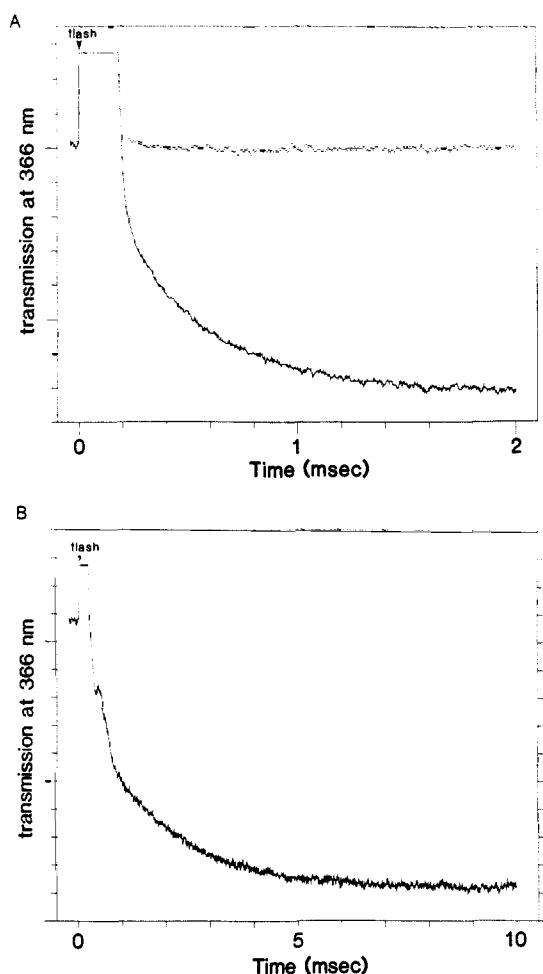 A
flash
transmission at 366 nm
0
1
2
Time (msec)
B
flash
transmission at 366 nm
0
5
10
Time (msec)